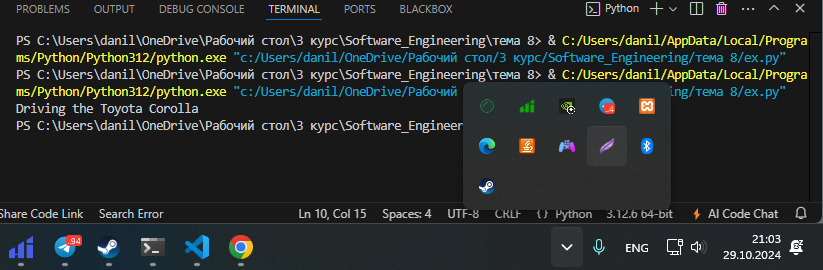 PROBLEMS OUTPUT DEBUG CONSOLE TERMINAL PORTS BLACKBOX Python
PS C:\Users\danil\OneDrive\Рабочий стол\3 курс\Software_Engineering\тема 8> & C:/Users/danil/AppData/Local/Progra
ms/Python/Python312/python.exe "c:/Users/danil/OneDrive/Рабочий стол/3 курс/Software_Engineering/тема 8/ex.py"
PS C:\Users\danil\OneDrive\Рабочий стол\3 курс\Software_Engineering\тема 8> & C:/Users/danil/AppData/Local/Progra
ms/Python/Python312/python.exe "c:/Users/danil/OneDrive/Рабочий ing/тема 8/ex.py"
Driving the Toyota Corolla
PS C:\Users\danil\OneDrive\Рабочий стол\3 курс\Software_Engineer
Share Code Link Search Error Ln 10, Col 15 Spaces: 4 UTF-8 CRLF {} Python 3.12.6 64-bit AI Code Chat
94 ENG 21:03
29.10.2024